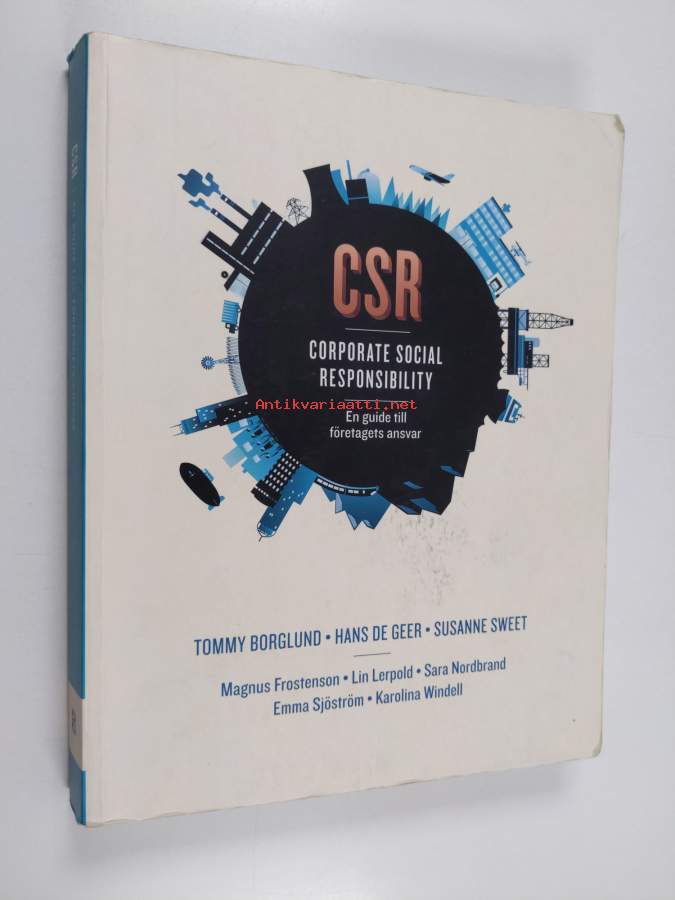 CSR
CORPORATE SOCIAL
RESPONSIBILITY
Antikvariaatti.net
En guide till
företagets ansvar
TOMMY BORGLUND • HANS DE GEER • SUSANNE SWEET
Magnus Frostenson • Lin Lerpold • Sara Nordbrand
Emma Sjöström • Karolina Windell
CSR